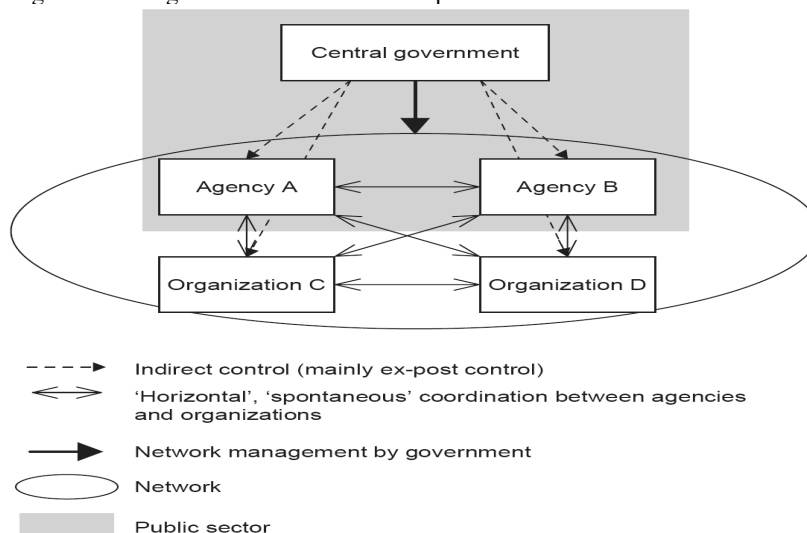 Central government
Agency A
Agency B
Organization C
Organization D
Indirect control (mainly ex-post control)
‘Horizontal’, ‘spontaneous’ coordination between agencies
and organizations
Network management by government
Network
Public sector